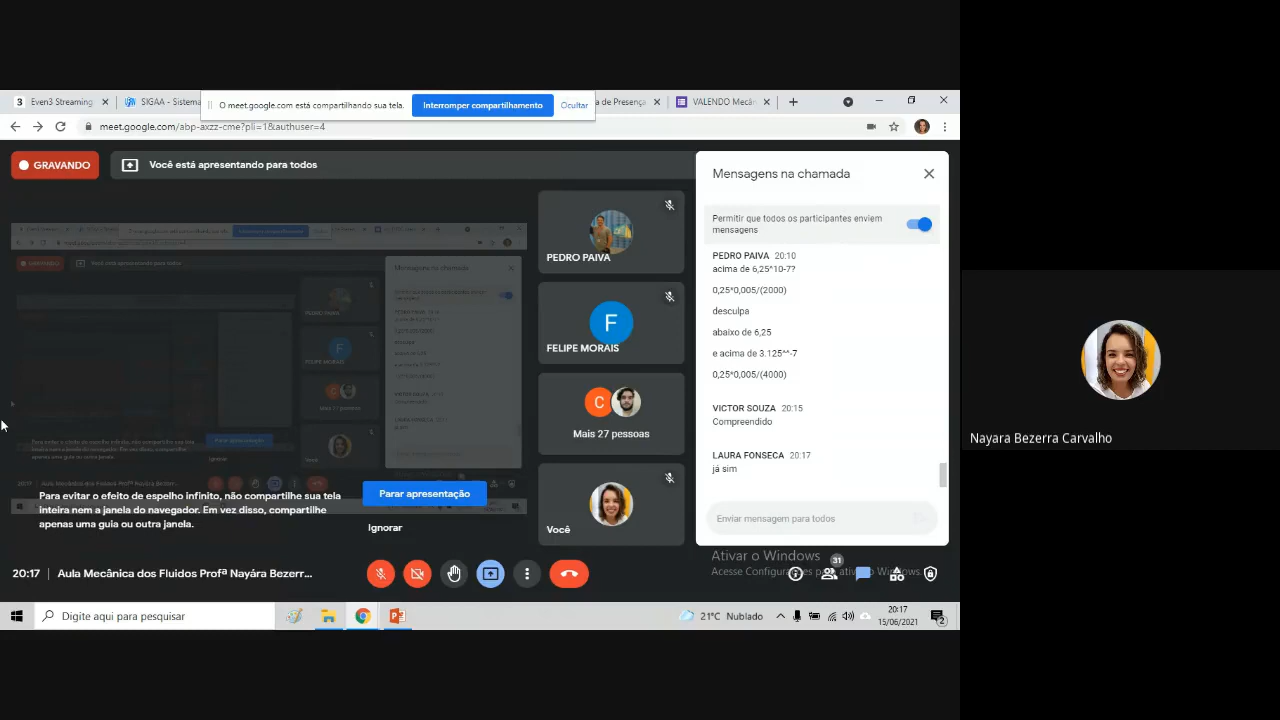 Even3 Streaming
SIGAA - Sistema
O meet.google.com está compartilhando sua tela.
Interromper compartilhamento
Ocultar
a de Presença
VALENDO Mecân
meet.google.com/abp-axzz-cme?pli=1&authuser=4
GRAVANDO
Você está apresentando para todos
Mensagens na chamada
Permitir que todos os participantes enviem
mensagens
PEDRO PAIVA 20:10
acima de 6,25^10-7?
0,25*0,005/(2000)
desculpa
abaixo de 6,25
e acima de 3.125^^-7
0,25*0,005/(4000)
VICTOR SOUZA 20:15
Compreendido
LAURA FONSECA 20:17
já sim
Enviar mensagem para todos
PEDRO PAIVA
F
FELIPE MORAIS
C
Mais 27 pessoas
Você
Para evitar o efeito de espelho infinito, não compartilhe sua tela
inteira nem a janela do navegador. Em vez disso, compartilhe
apenas uma guia ou outra janela.
Parar apresentação
Ignorar
Ativar o Windows
20:17 | Aula Mecânica dos Fluidos Profª Nayára Bezerr...
31
Digite aqui para pesquisar
21°C Nublado
20:17
15/06/2021
2
Nayara Bezerra Carvalho